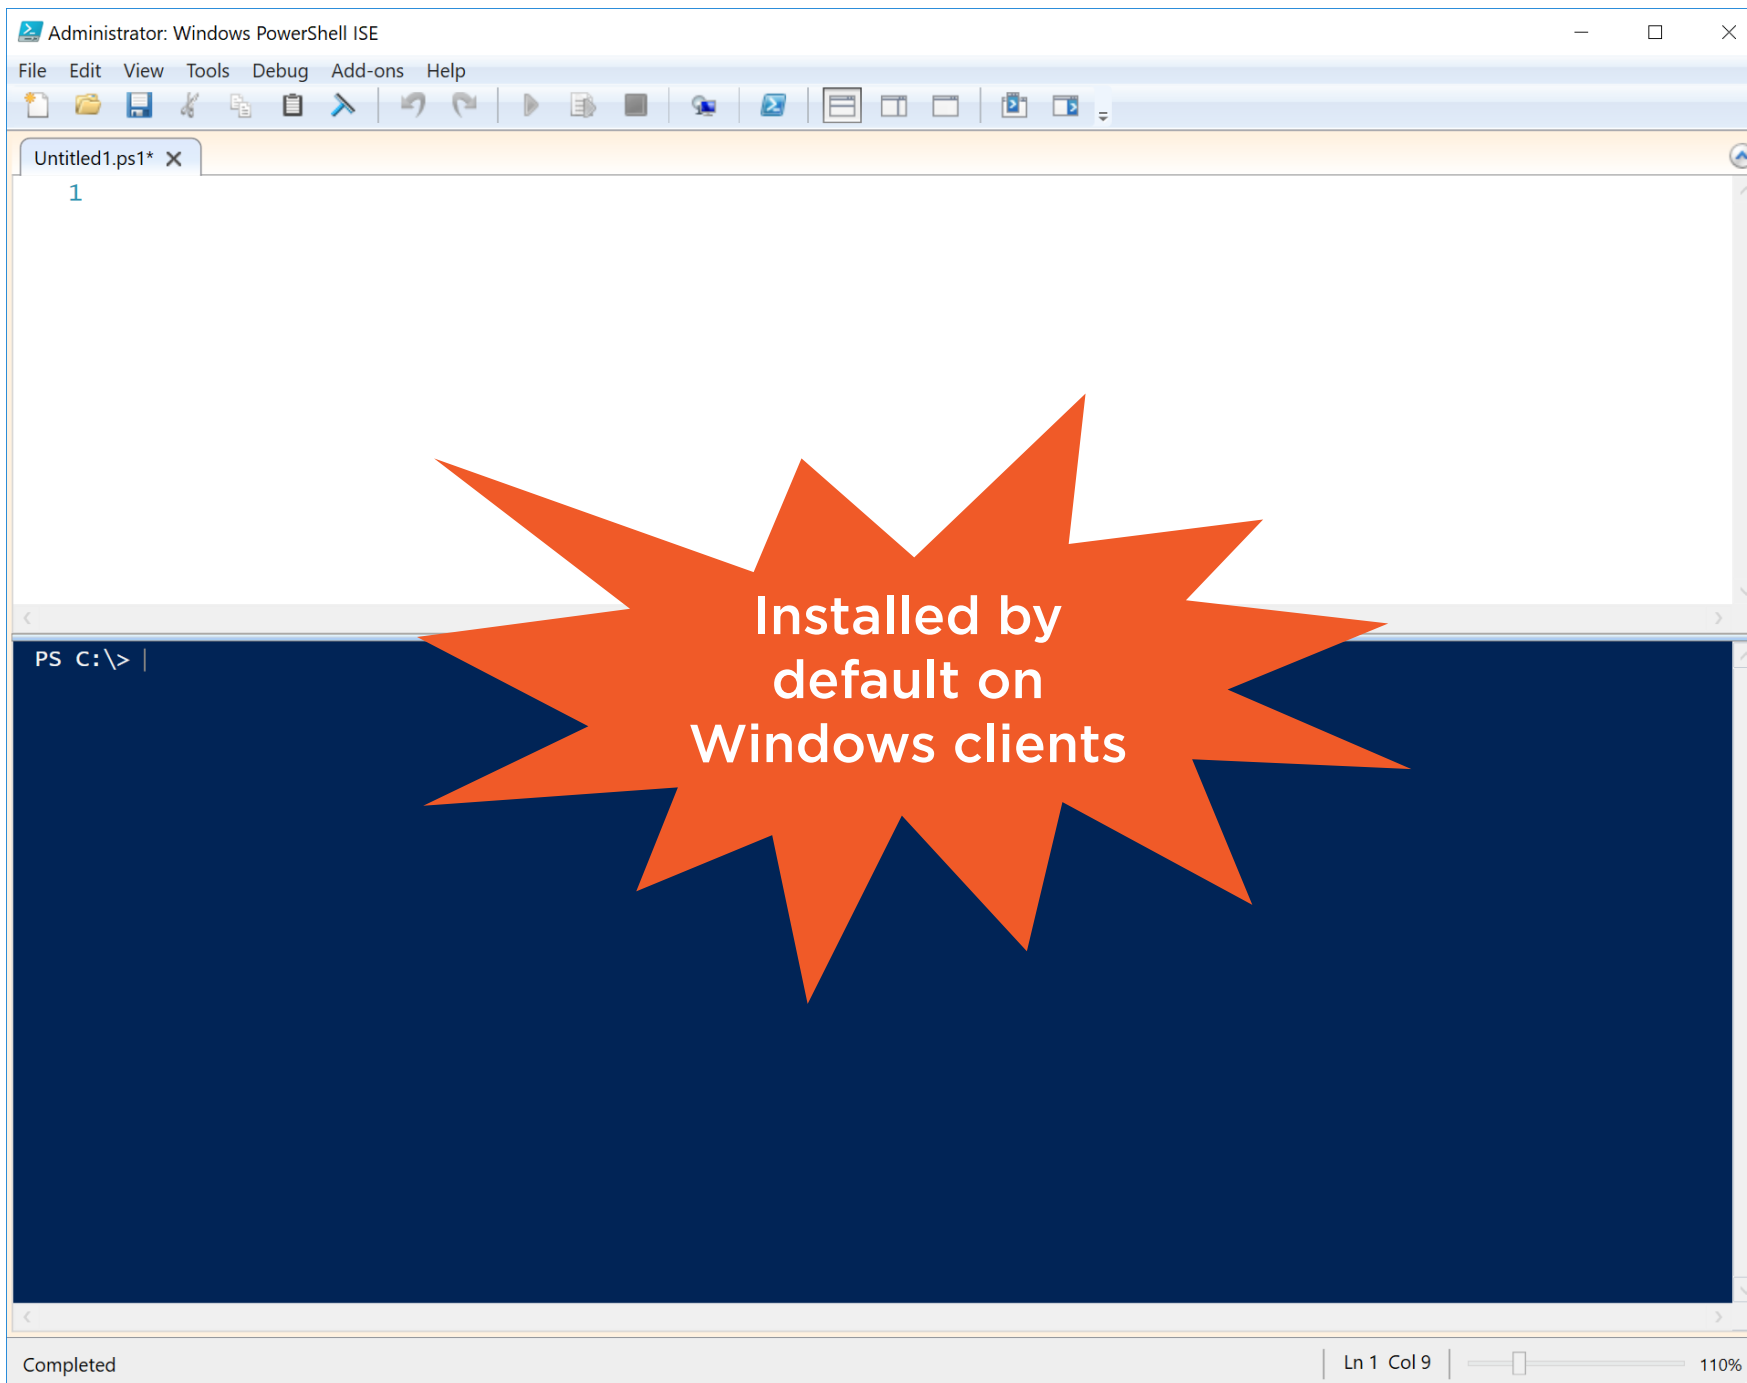 Administrator: Windows PowerShell ISE
File Edit View Tools Debug Add-ons Help
Untitled1.ps1*
1
Installed by
default on
Windows clients
PS C:\>
Completed
Ln 1 Col 9
110%